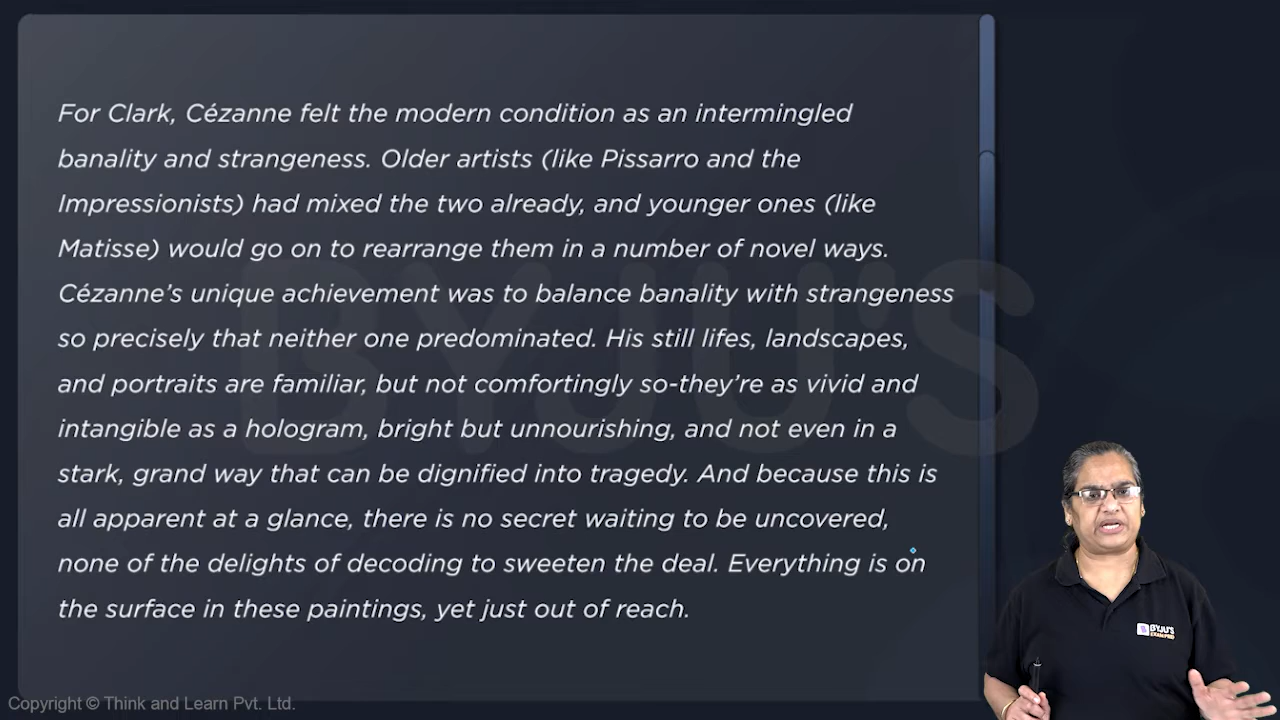 For Clark, Cézanne felt the modern condition as an intermingled
banality and strangeness. Older artists (like Pissarro and the
Impressionists) had mixed the two already, and younger ones (like
Matisse) would go on to rearrange them in a number of novel ways.
Cézanne's unique achievement was to balance banality with strangeness
so precisely that neither one predominated. His still lifes, landscapes,
and portraits are familiar, but not comfortingly so-they're as vivid and
intangible as a hologram, bright but unnourishing, and not even in a
stark, grand way that can be dignified into tragedy. And because this is
all apparent at a glance, there is no secret waiting to be uncovered,
none of the delights of decoding to sweeten the deal. Everything is on
the surface in these paintings, yet just out of reach.
BYJU'S
B BYJU'S
Copyright © Think and Learn Pvt. Ltd.